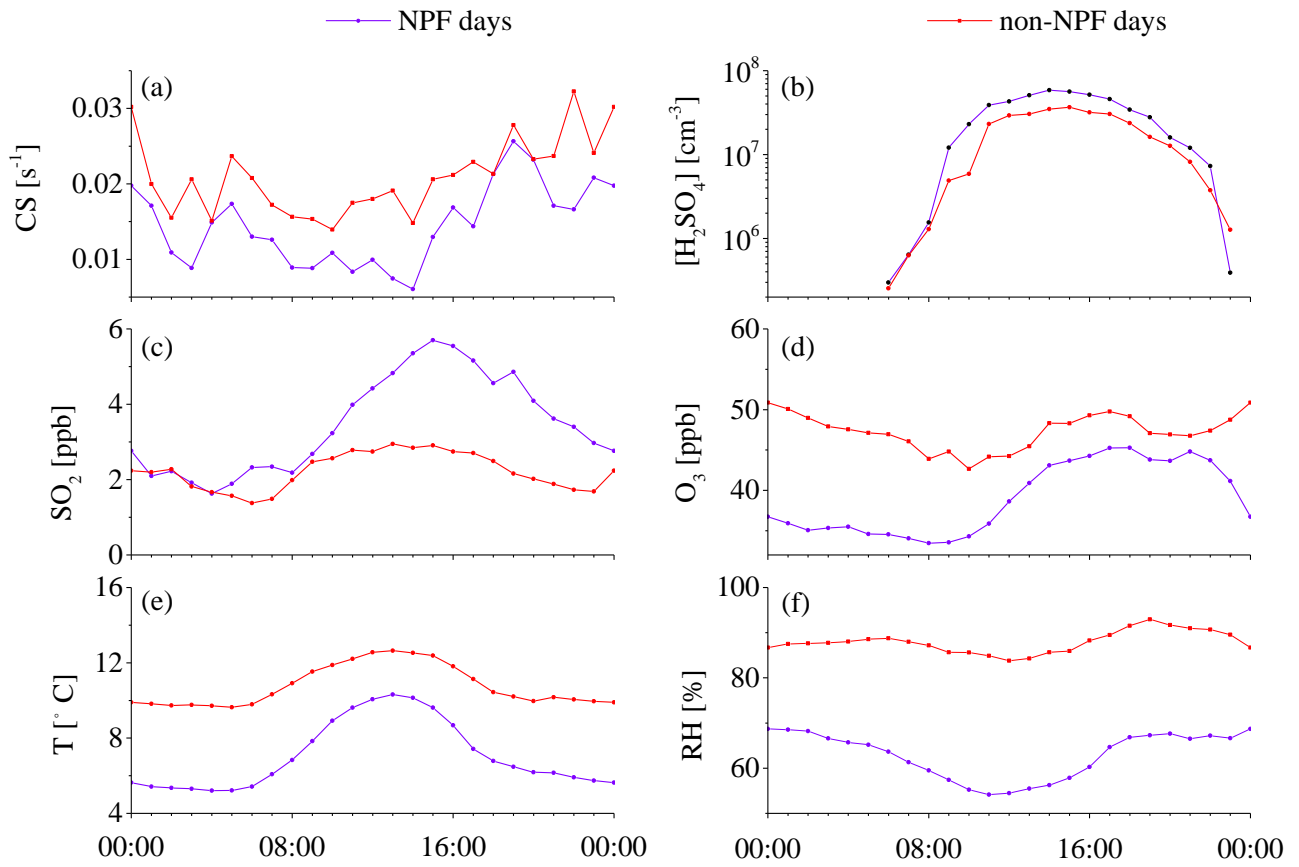 NPF days
non-NPF days
(a)
CS [s⁻¹]
0.03
0.02
0.01
(b)
[H₂SO₄] [cm⁻³]
10⁸
10⁷
10⁶
(c)
SO₂ [ppb]
6
4
2
0
(d)
O₃ [ppb]
60
50
40
(e)
T [° C]
16
12
8
4
00:00 08:00 16:00 00:00
(f)
RH [%]
100
80
60
00:00 08:00 16:00 00:00